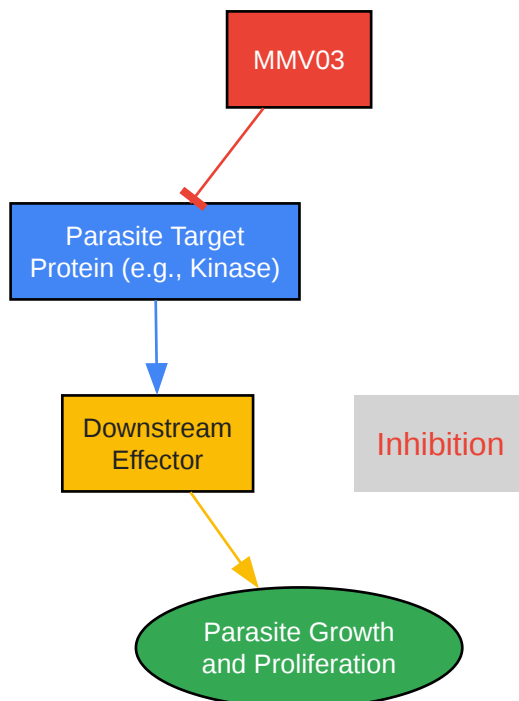 MMV03
Parasite Target
Protein (e.g., Kinase)
Downstream
Effector
Inhibition
Parasite Growth
and Proliferation